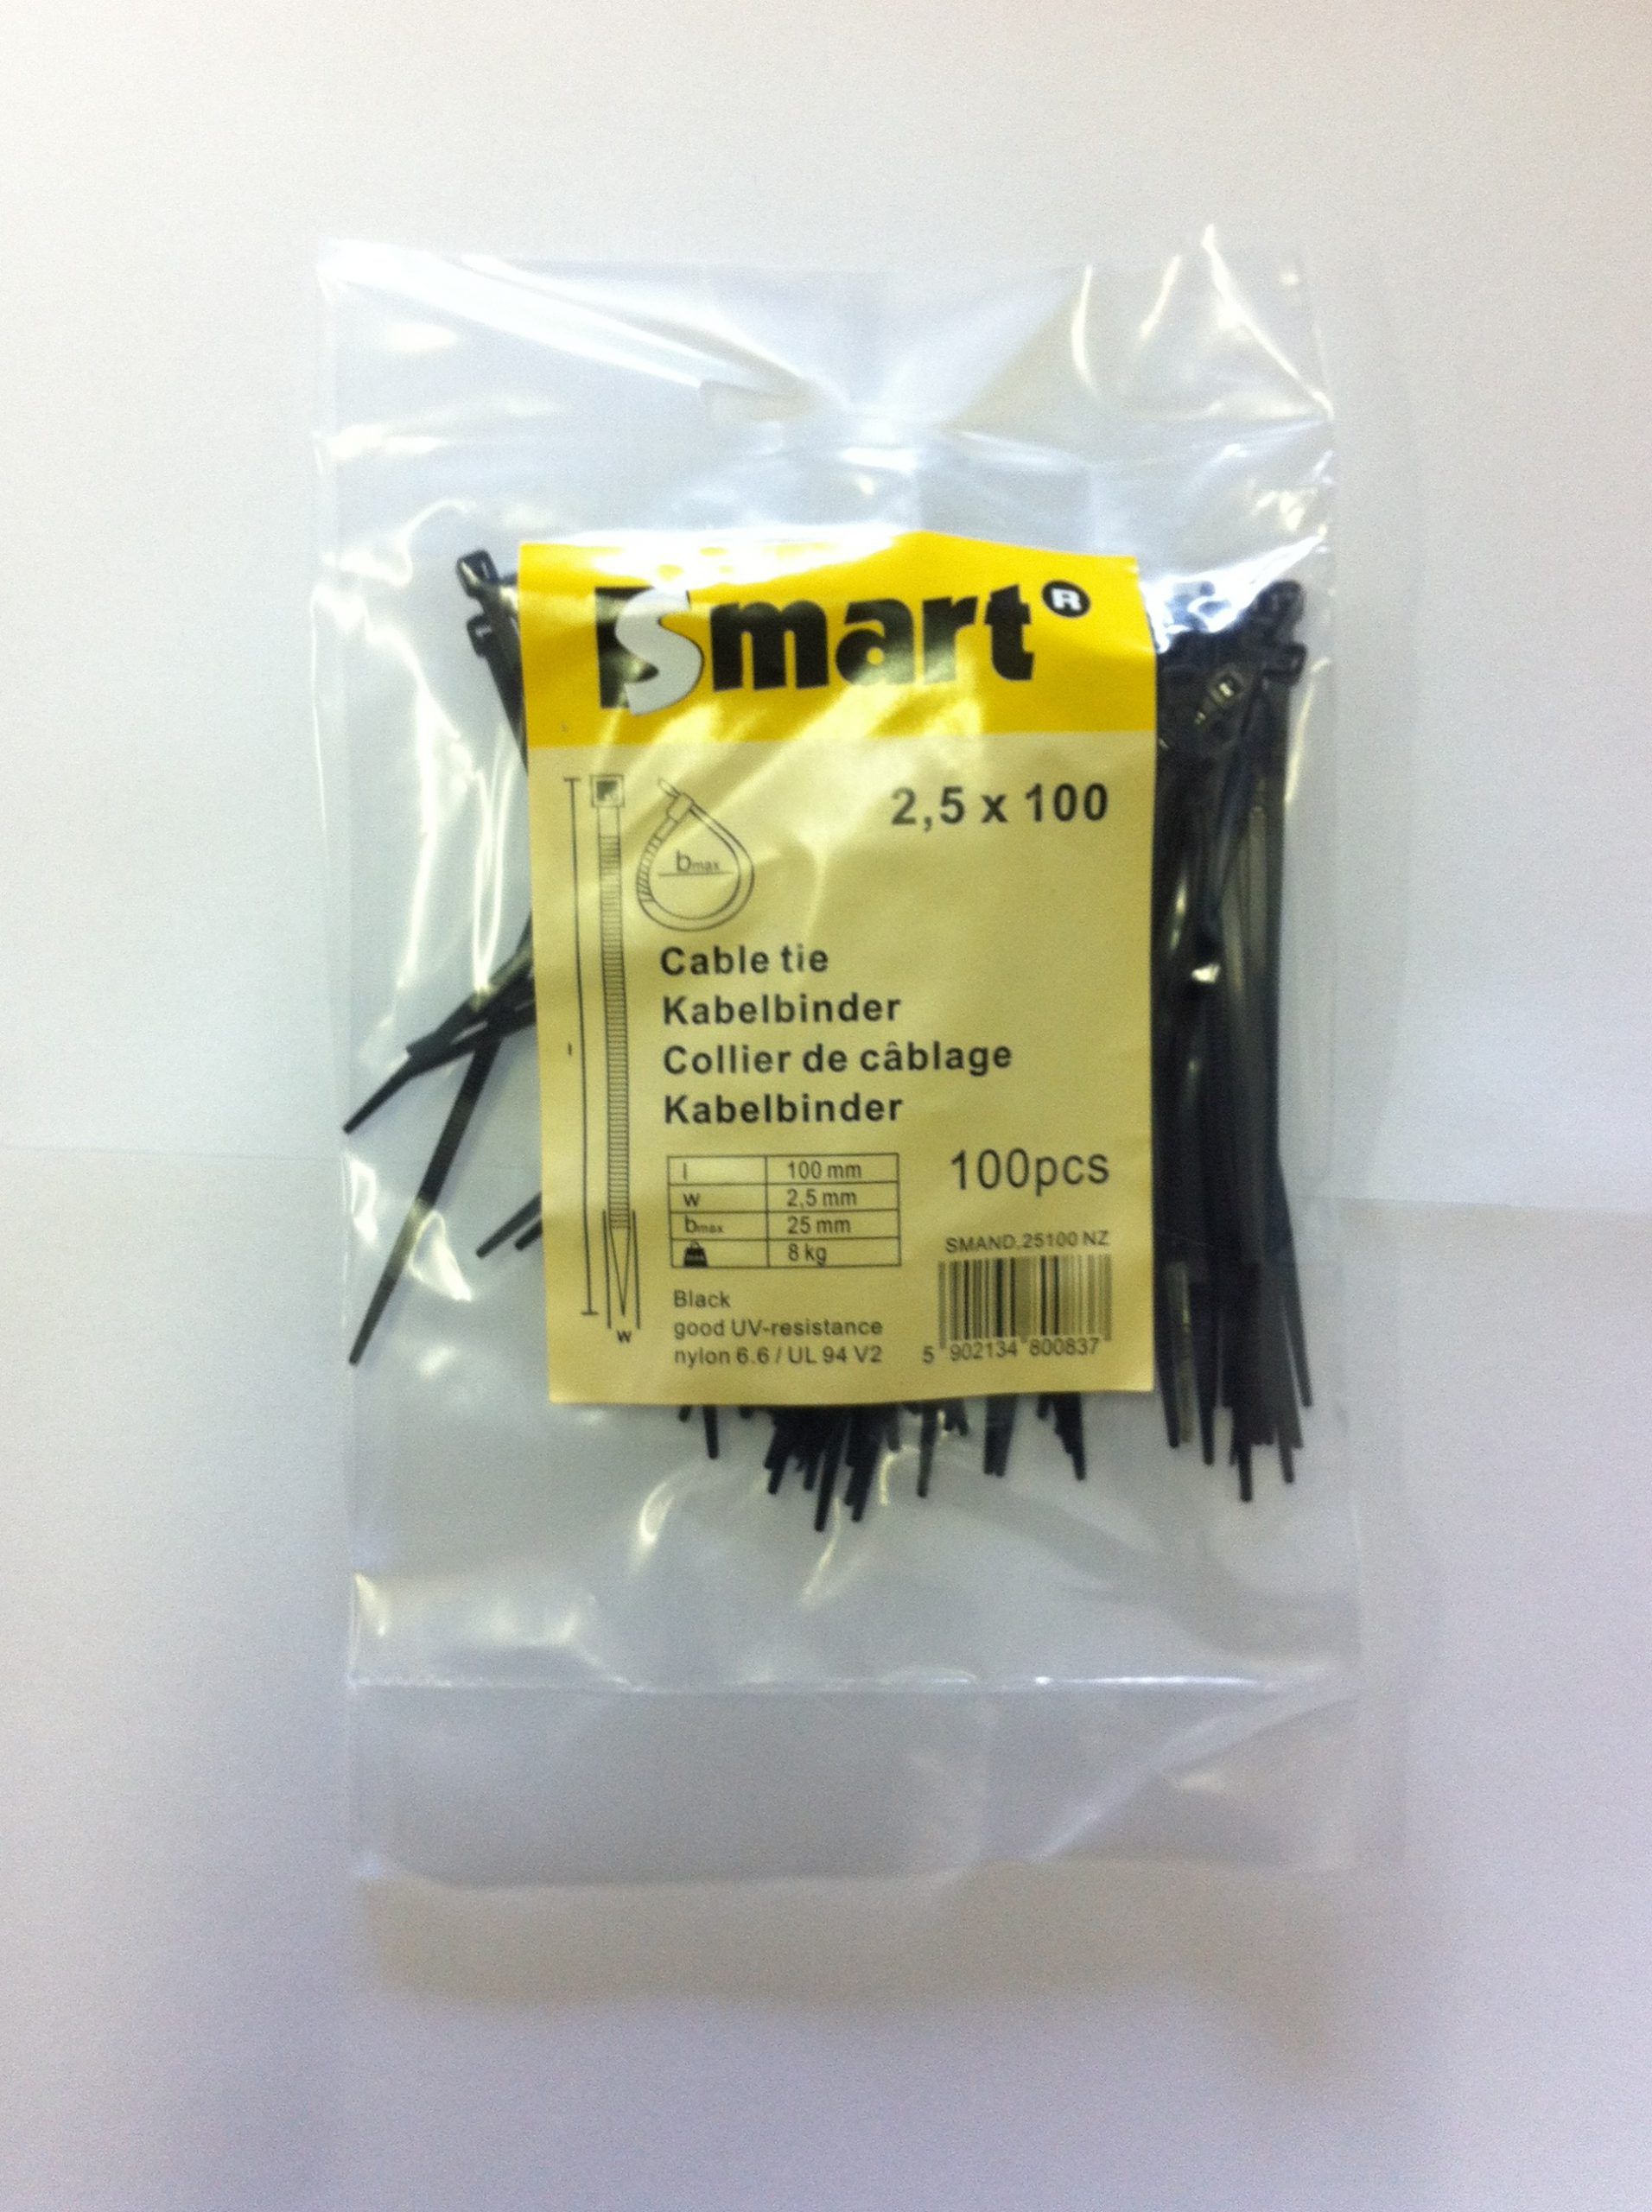 Smart®
2,5 x 100
bmax
Cable tie
Kabelbinder
Collier de câblage
Kabelbinder
l 100 mm
w 2,5 mm
bmax 25 mm
8 kg
100pcs
SMAND.25100 NZ
Black
good UV-resistance
nylon 6.6 / UL 94 V2
5 902134 800837
l
w